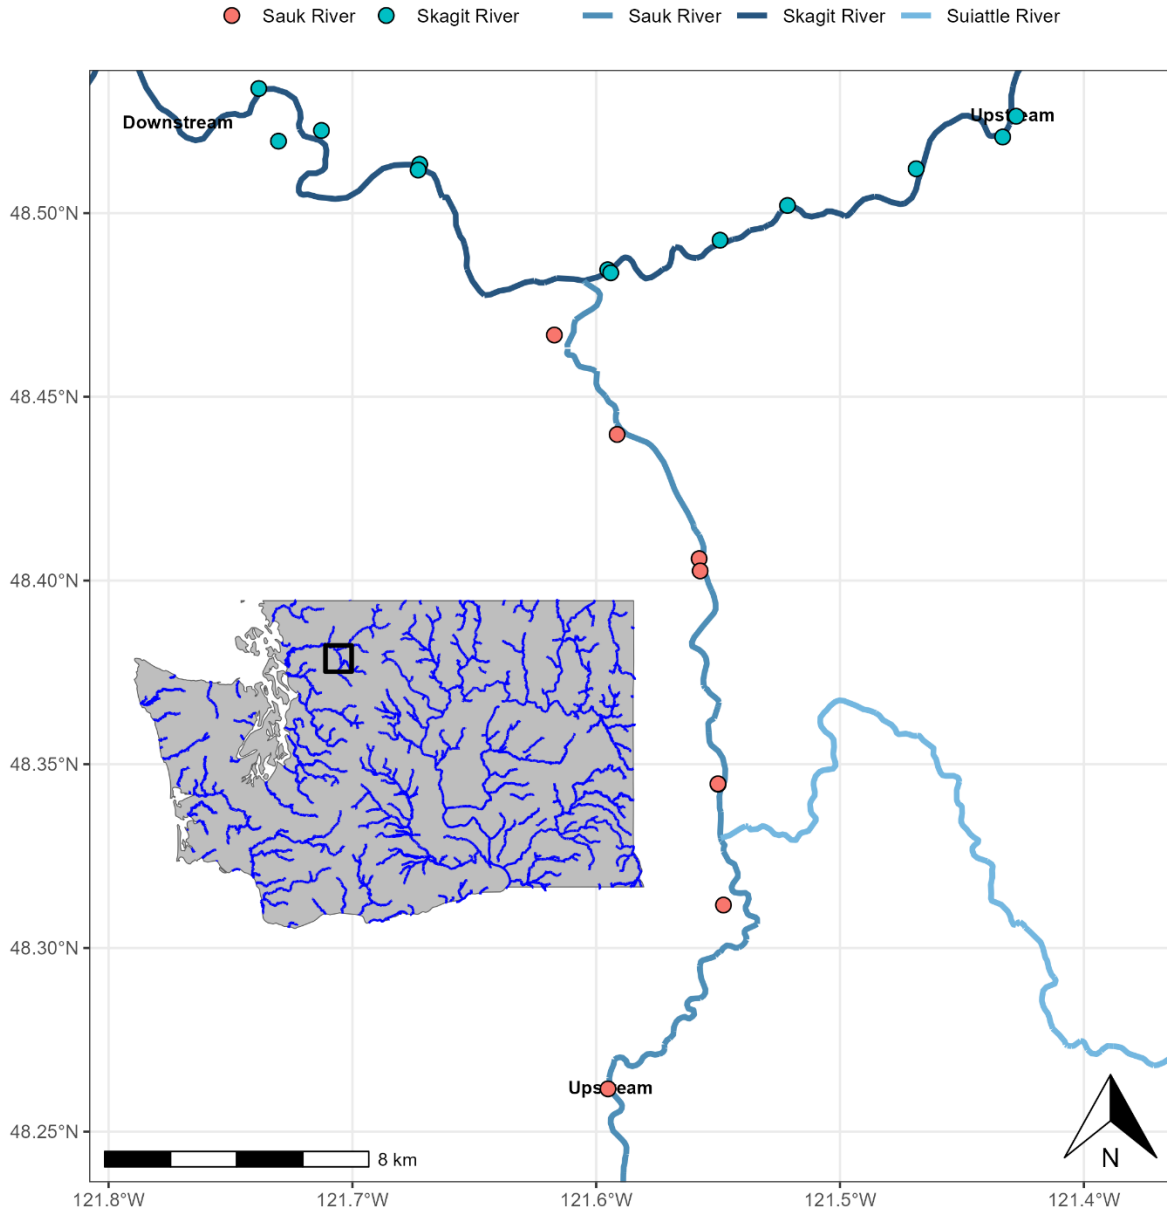 Sauk River Skagit River Sauk River Skagit River Suiattle River
Downstream Upstream
48.50°N
48.45°N
48.40°N
48.35°N
48.30°N
Upstream
48.25°N
8 km
N
121.8°W 121.7°W 121.6°W 121.5°W 121.4°W